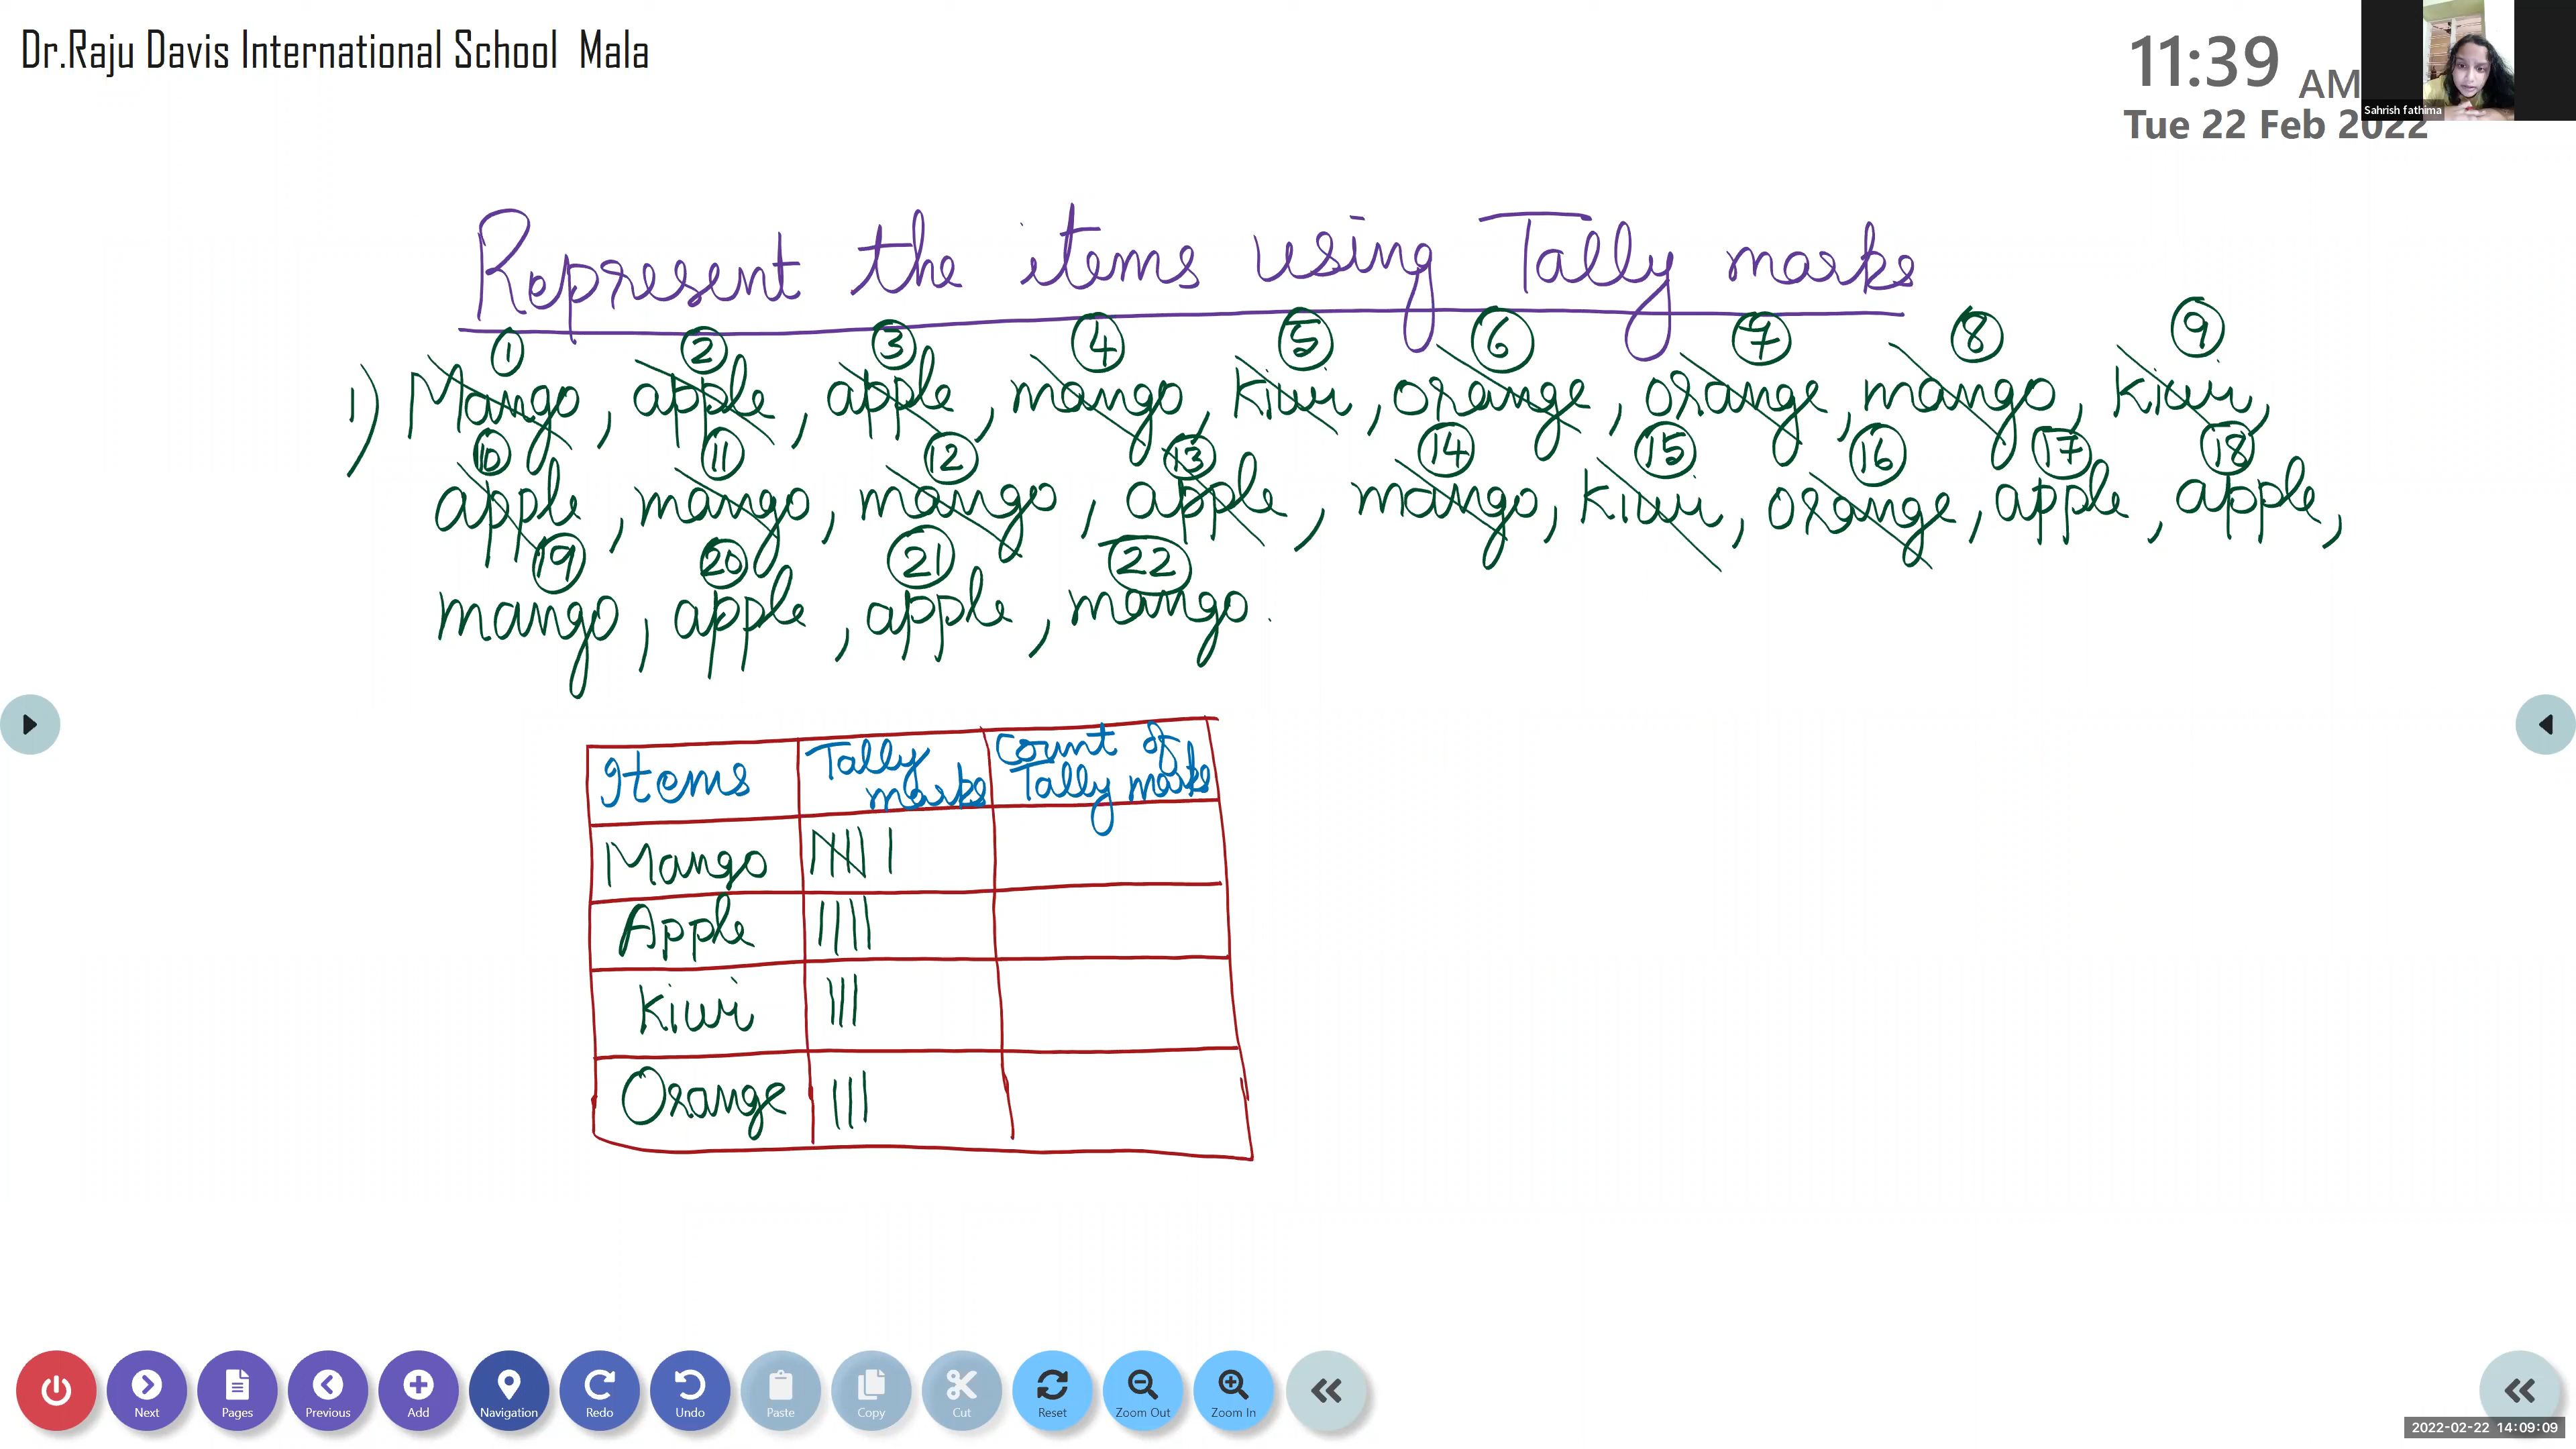 Dr.Raju Davis International School Mala
11:39 AM
Sahrish fathima
Tue 22 Feb 2022
Represent the items using Tally marks
① ② ③ ④ ⑤ ⑥ ⑦ ⑧ ⑨
1) Mango, apple, apple, mango, kiwi, orange, orange, mango, kiwi,
⑩ ⑪ ⑫ ⑬ ⑭ ⑮ ⑯ ⑰ ⑱
apple, mango, mango, apple, mango, kiwi, orange, apple, apple,
⑲ ⑳ ㉑ ㉒
mango, apple, apple, mango.
Items Tally marks Count of Tally marks
Mango |||| |
Apple ||||
Kiwi |||
Orange |||
Next Pages Previous Add Navigation Redo Undo Paste Copy Cut Reset Zoom Out Zoom In
2022-02-22 14:09:09